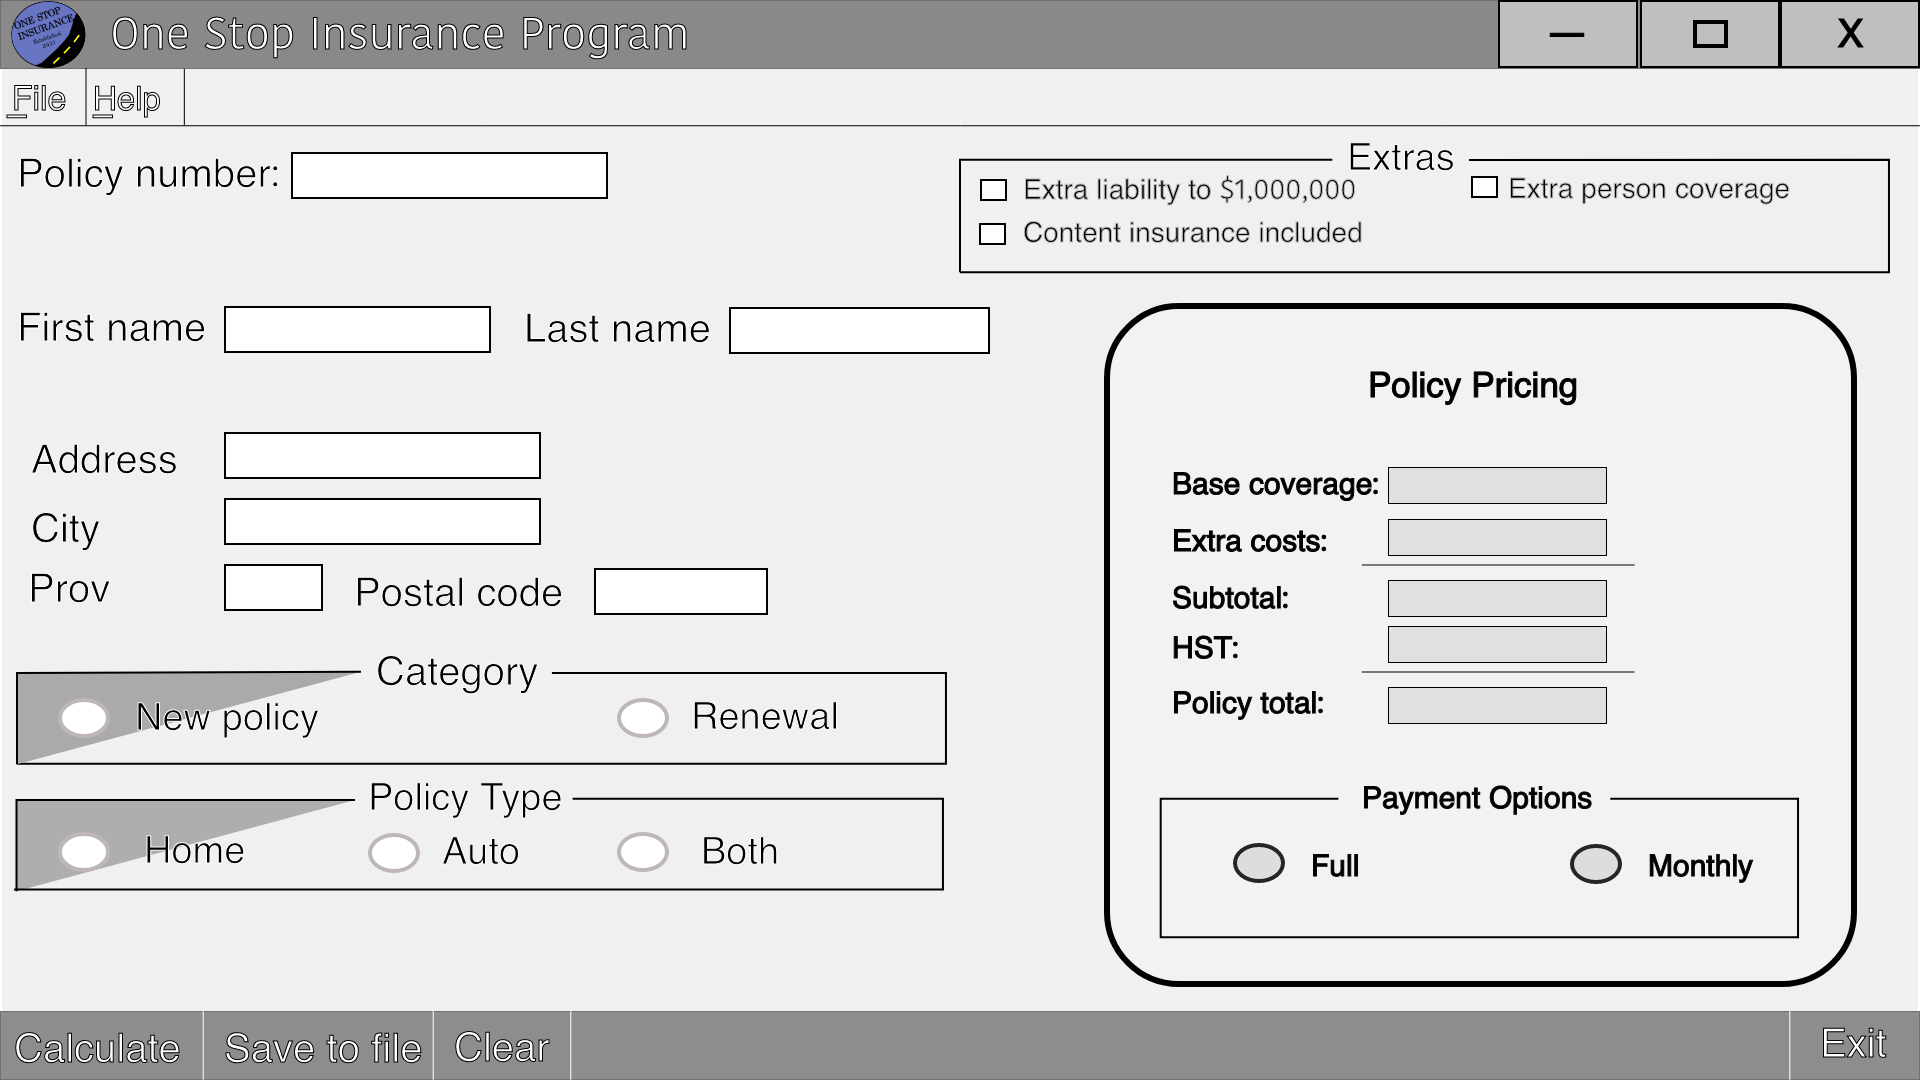 ONE STOP
INSURANCE
Established
2021
One Stop Insurance Program
X
File Help
Policy number:
Extras
Extra liability to $1,000,000
Extra person coverage
Content insurance included
First name
Last name
Policy Pricing
Address
Base coverage:
City
Extra costs:
Prov
Postal code
Subtotal:
HST:
Category
New policy
Renewal
Policy total:
Policy Type
Home
Auto
Both
Payment Options
Full
Monthly
Calculate
Save to file
Clear
Exit